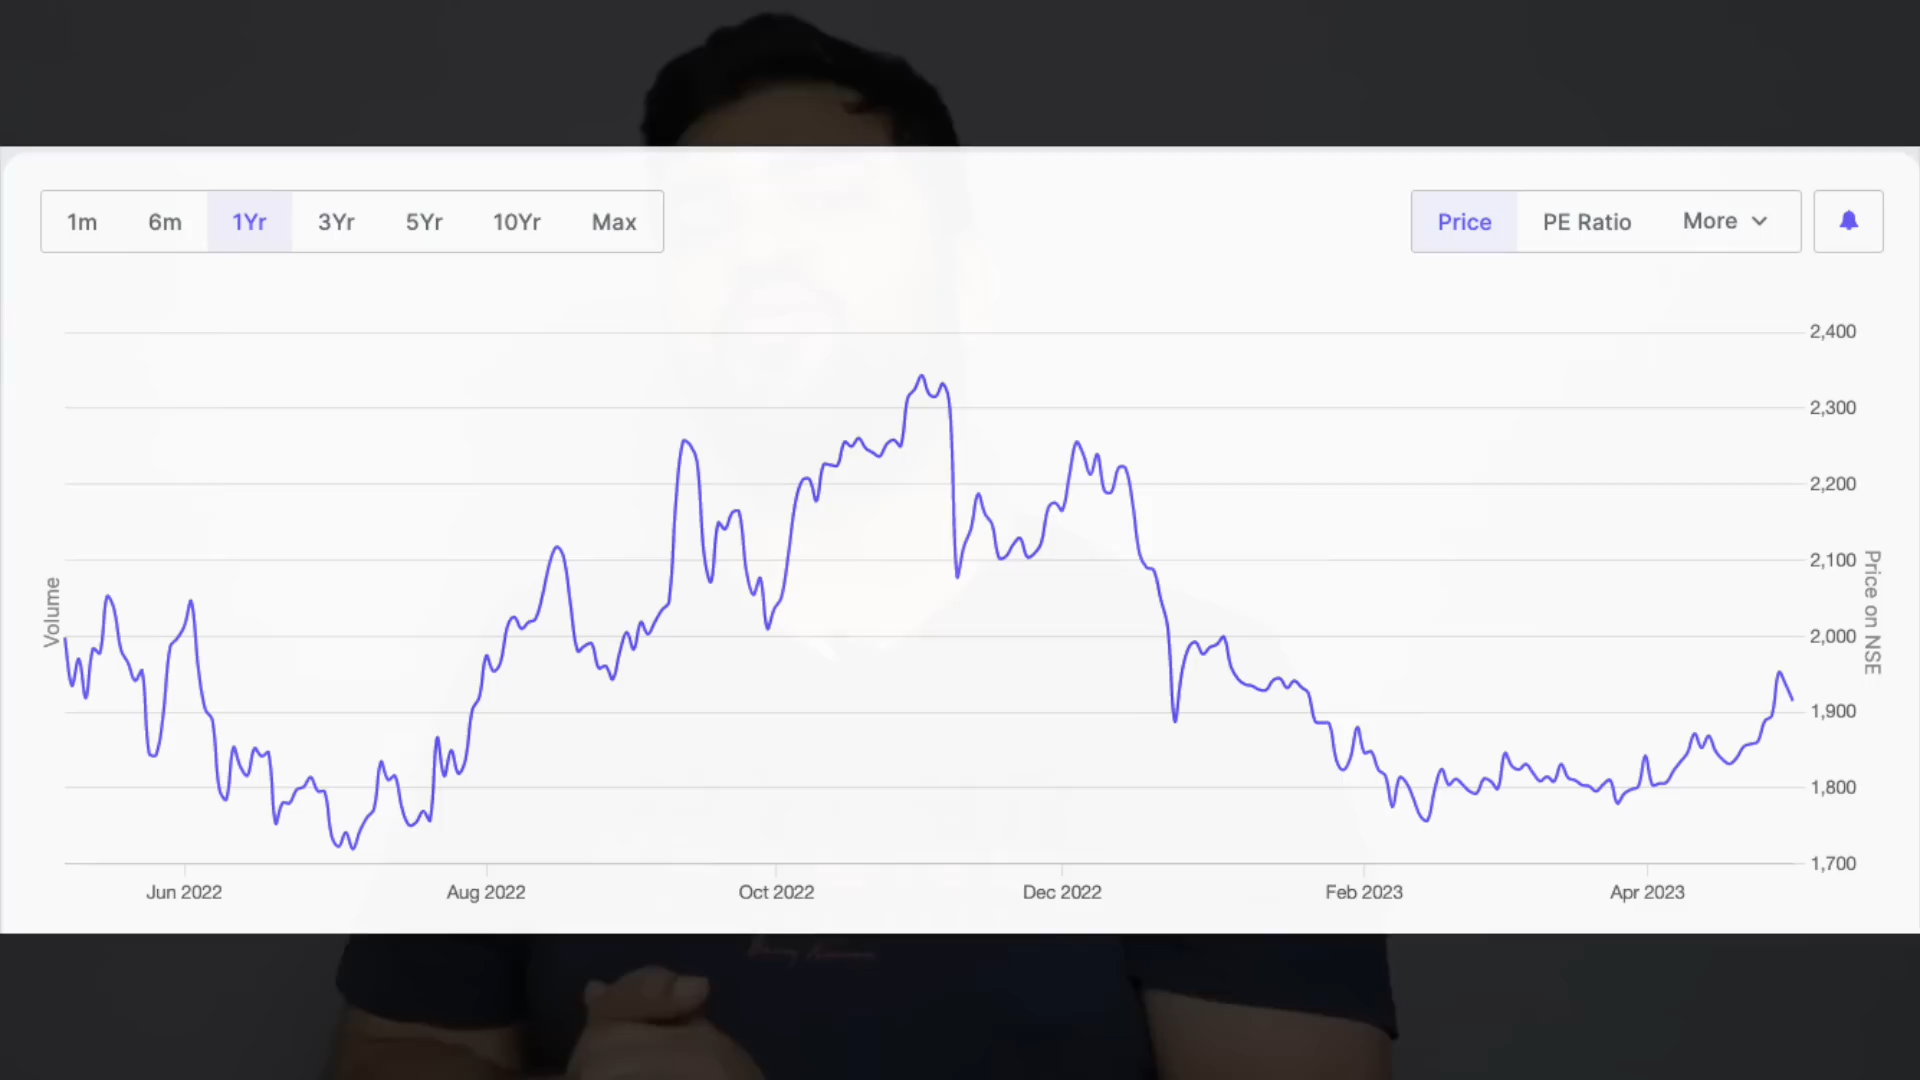 1m 6m 1Yr 3Yr 5Yr 10Yr Max
Price PE Ratio More
2,400
2,300
2,200
2,100
2,000
1,900
1,800
1,700
Volume
Price on NSE
Jun 2022 Aug 2022 Oct 2022 Dec 2022 Feb 2023 Apr 2023